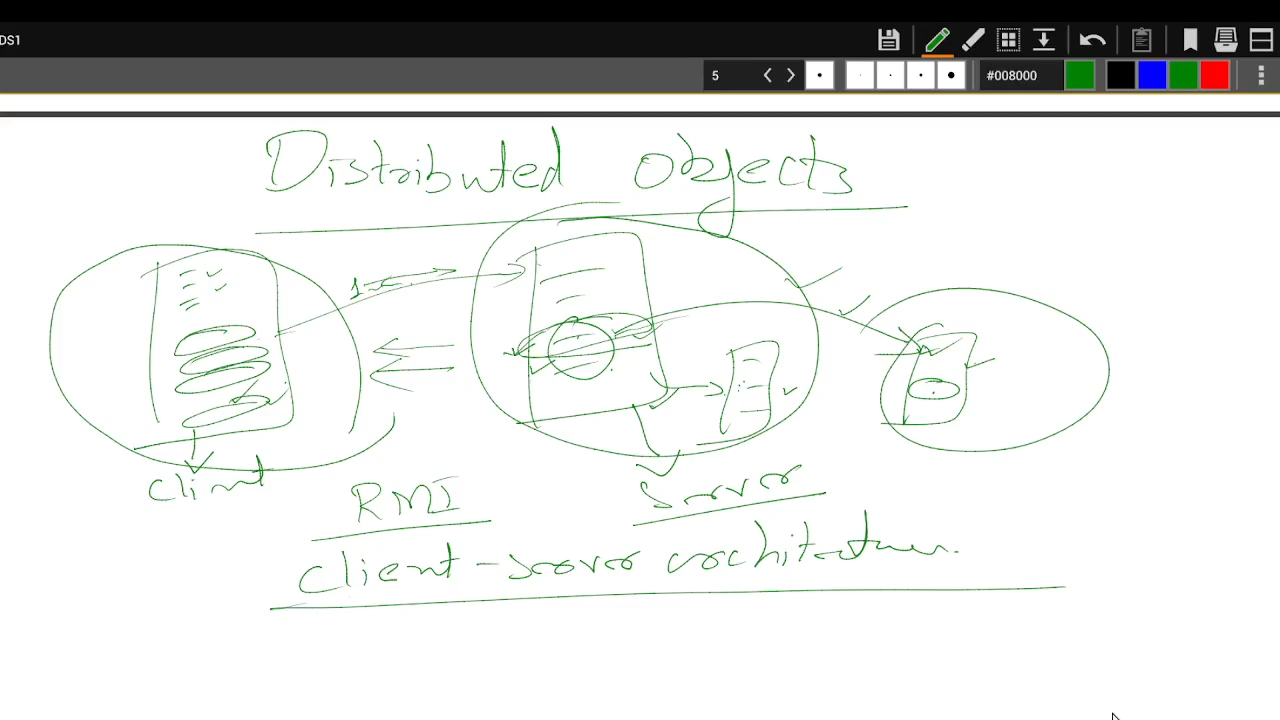 DS1
5
#008000
Distributed objects
client
RMI
server
client-server architecture.